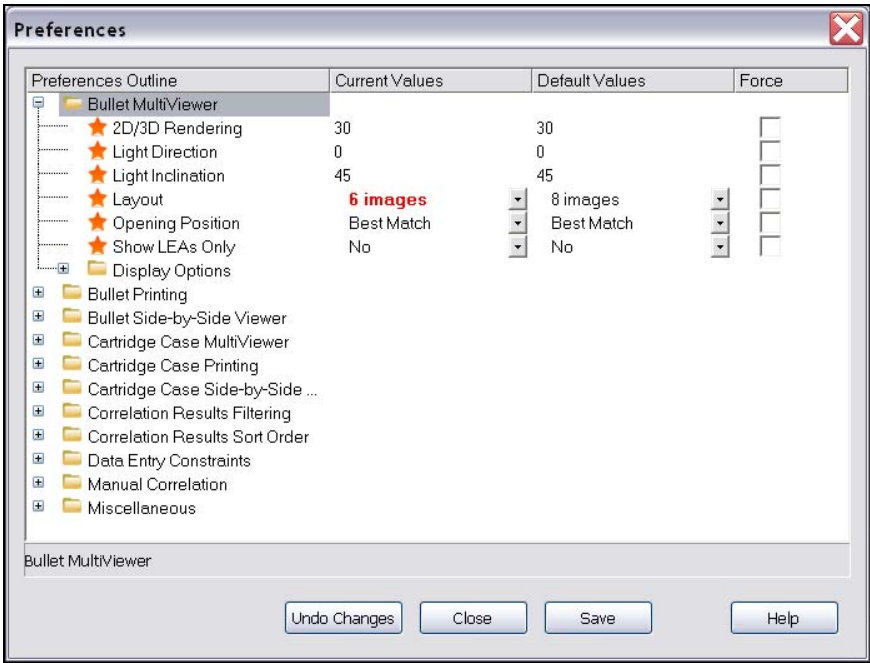 Preferences
Preferences Outline Current Values Default Values Force
Bullet MultiViewer
2D/3D Rendering 30 30
Light Direction 0 0
Light Inclination 45 45
Layout 6 images 8 images
Opening Position Best Match Best Match
Show LEAs Only No No
Display Options
Bullet Printing
Bullet Side-by-Side Viewer
Cartridge Case MultiViewer
Cartridge Case Printing
Cartridge Case Side-by-Side ...
Correlation Results Filtering
Correlation Results Sort Order
Data Entry Constraints
Manual Correlation
Miscellaneous
Bullet MultiViewer
Undo Changes Close Save Help